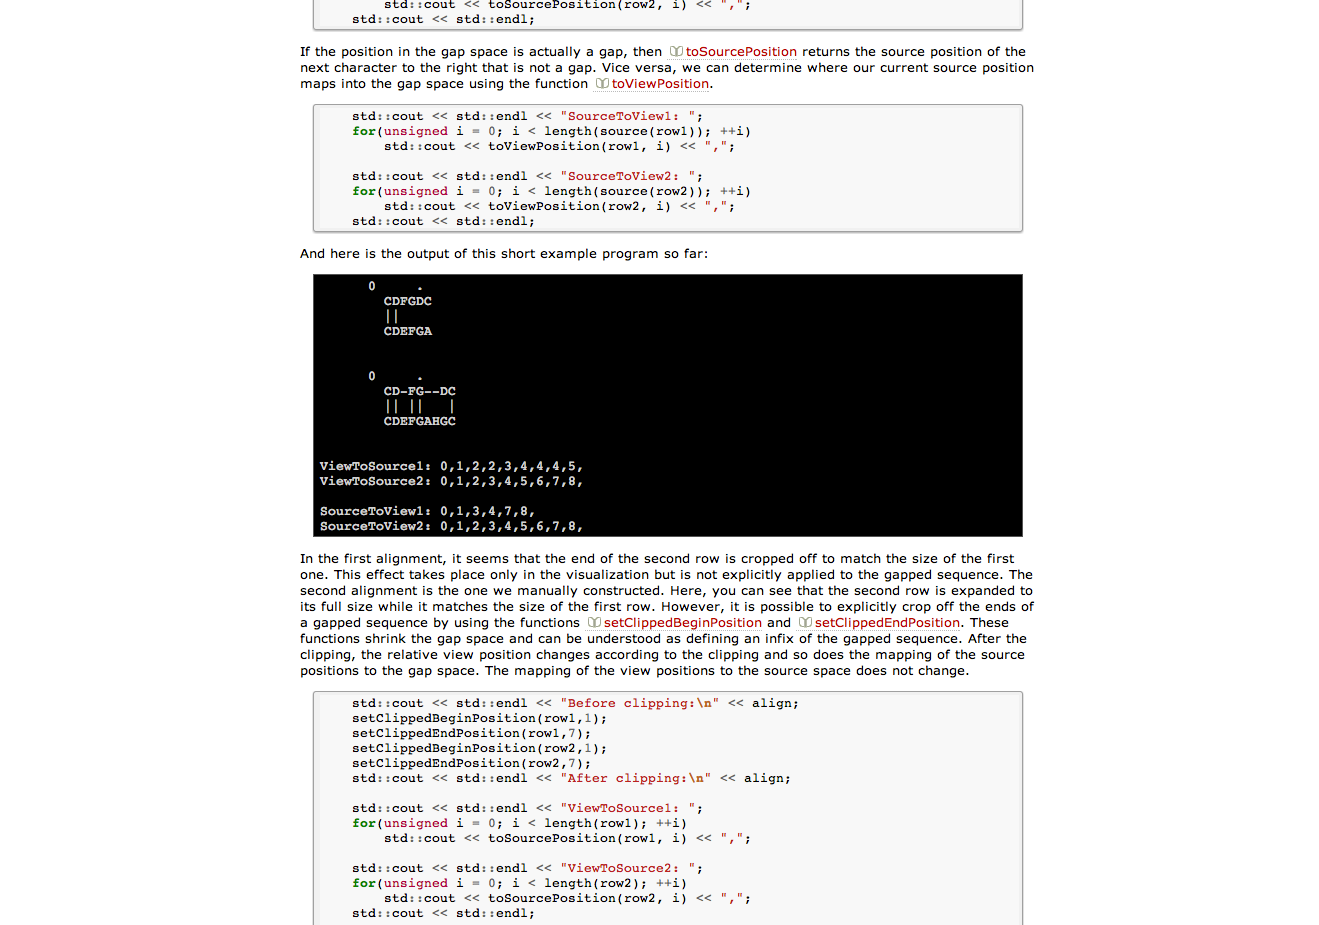 std::cout << toSourcePosition(row2, i) << ",";
std::cout << std::endl;
If the position in the gap space is actually a gap, then toSourcePosition returns the source position of the
next character to the right that is not a gap. Vice versa, we can determine where our current source position
maps into the gap space using the function toViewPosition.
std::cout << std::endl << "SourceToView1: ";
for(unsigned i = 0; i < length(source(row1)); ++i)
std::cout << toViewPosition(row1, i) << ",";
std::cout << std::endl << "SourceToView2: ";
for(unsigned i = 0; i < length(source(row2)); ++i)
std::cout << toViewPosition(row2, i) << ",";
std::cout << std::endl;
And here is the output of this short example program so far:
0     .
CDFGDC
||
CDEFGA
0     .
CD-FG--DC
|| ||   |
CDEFGAHGC
ViewToSource1: 0,1,2,2,3,4,4,4,5,
ViewToSource2: 0,1,2,3,4,5,6,7,8,
SourceToView1: 0,1,3,4,7,8,
SourceToView2: 0,1,2,3,4,5,6,7,8,
In the first alignment, it seems that the end of the second row is cropped off to match the size of the first
one. This effect takes place only in the visualization but is not explicitly applied to the gapped sequence. The
second alignment is the one we manually constructed. Here, you can see that the second row is expanded to
its full size while it matches the size of the first row. However, it is possible to explicitly crop off the ends of
a gapped sequence by using the functions setClippedBeginPosition and setClippedEndPosition. These
functions shrink the gap space and can be understood as defining an infix of the gapped sequence. After the
clipping, the relative view position changes according to the clipping and so does the mapping of the source
positions to the gap space. The mapping of the view positions to the source space does not change.
std::cout << std::endl << "Before clipping:\n" << align;
setClippedBeginPosition(row1,1);
setClippedEndPosition(row1,7);
setClippedBeginPosition(row2,1);
setClippedEndPosition(row2,7);
std::cout << std::endl << "After clipping:\n" << align;
std::cout << std::endl << "ViewToSource1: ";
for(unsigned i = 0; i < length(row1); ++i)
std::cout << toSourcePosition(row1, i) << ",";
std::cout << std::endl << "ViewToSource2: ";
for(unsigned i = 0; i < length(row2); ++i)
std::cout << toSourcePosition(row2, i) << ",";
std::cout << std::endl;